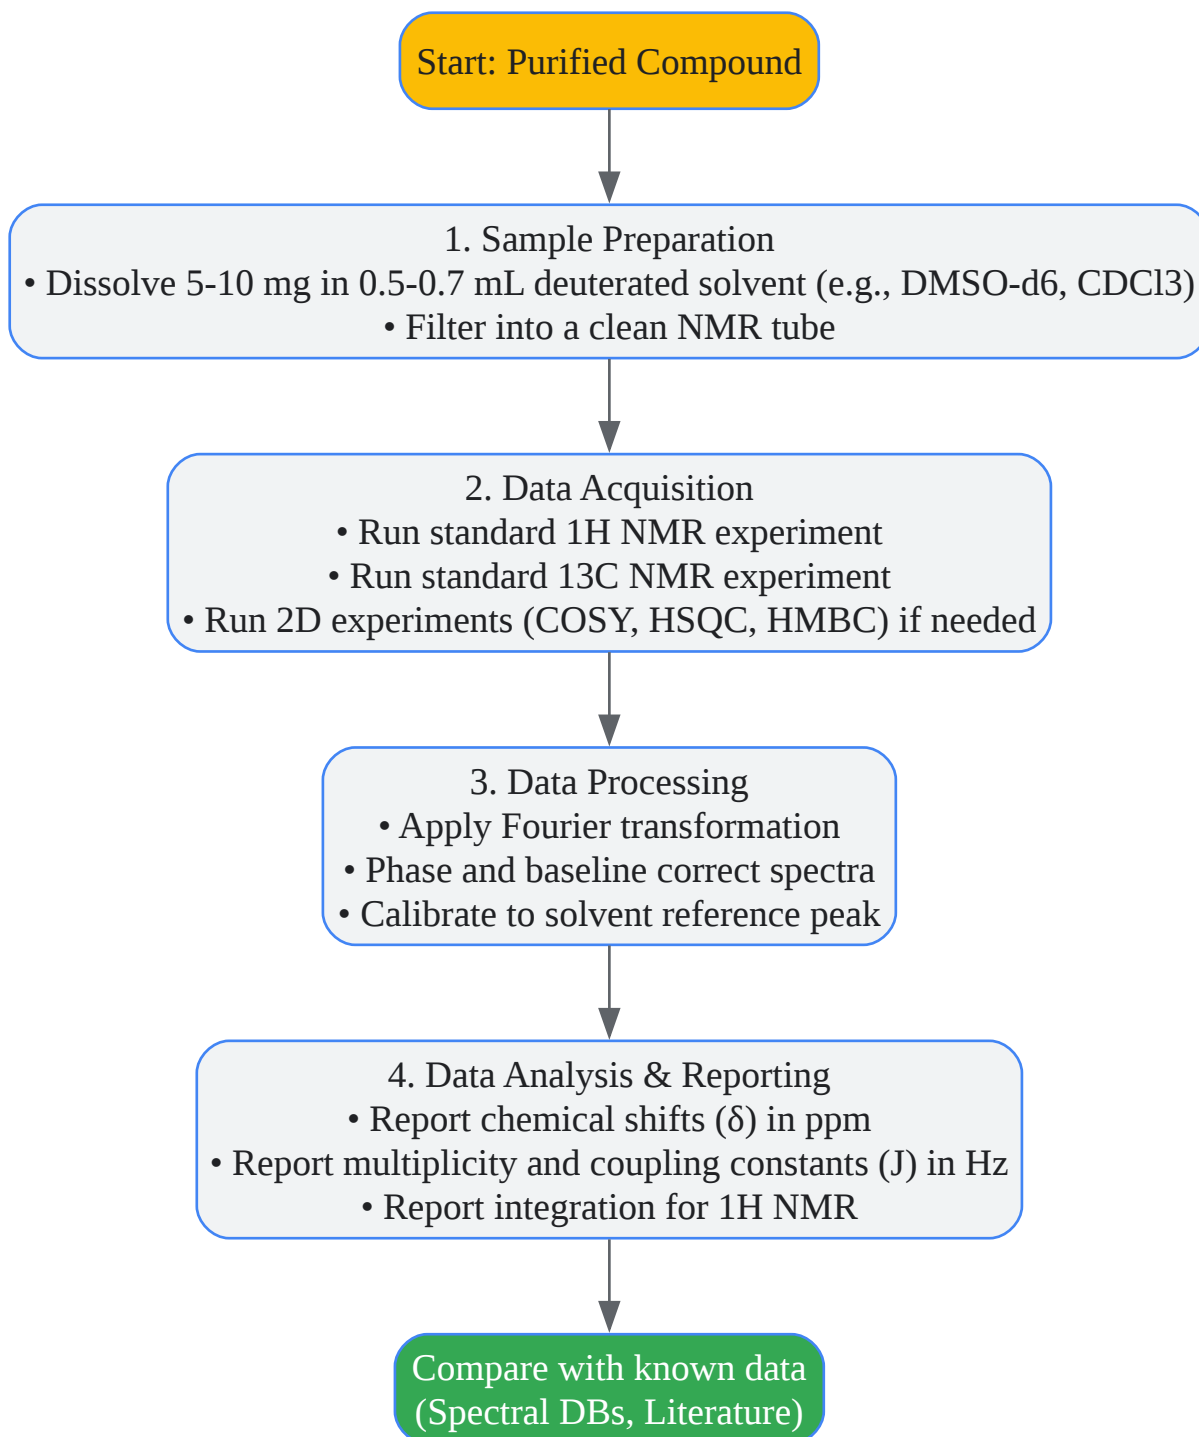 Start: Purified Compound
1. Sample Preparation
• Dissolve 5-10 mg in 0.5-0.7 mL deuterated solvent (e.g., DMSO-d6, CDCl3)
• Filter into a clean NMR tube
2. Data Acquisition
• Run standard 1H NMR experiment
• Run standard 13C NMR experiment
• Run 2D experiments (COSY, HSQC, HMBC) if needed
3. Data Processing
• Apply Fourier transformation
• Phase and baseline correct spectra
• Calibrate to solvent reference peak
4. Data Analysis & Reporting
• Report chemical shifts (δ) in ppm
• Report multiplicity and coupling constants (J) in Hz
• Report integration for 1H NMR
Compare with known data
(Spectral DBs, Literature)